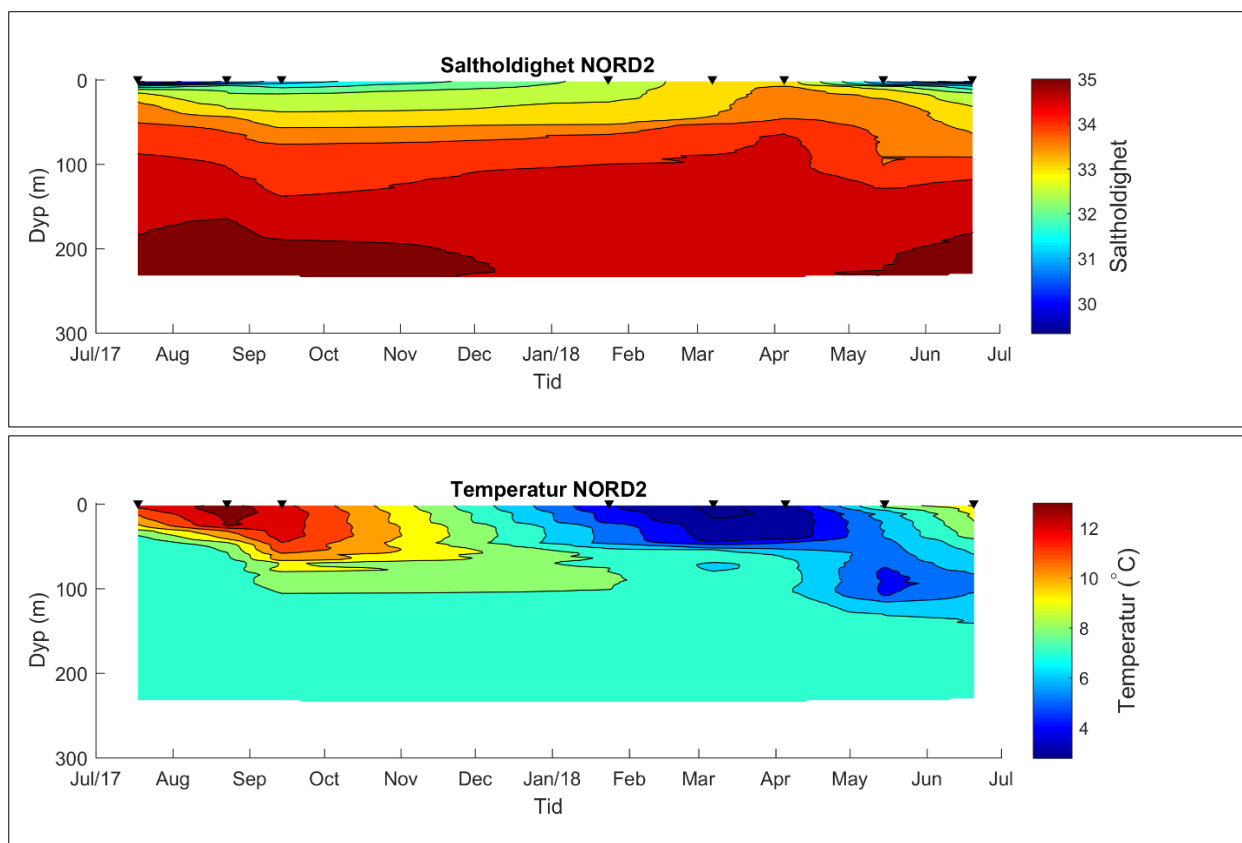 Saltholdighet NORD2
0
100
200
300
Dyp (m)
Jul/17 Aug Sep Oct Nov Dec Jan/18 Feb Mar Apr May Jun Jul
Tid
35
34
33
32
31
30
Saltholdighet
Temperatur NORD2
0
100
200
300
Dyp (m)
Jul/17 Aug Sep Oct Nov Dec Jan/18 Feb Mar Apr May Jun Jul
Tid
12
10
8
6
4
Temperatur (°C)